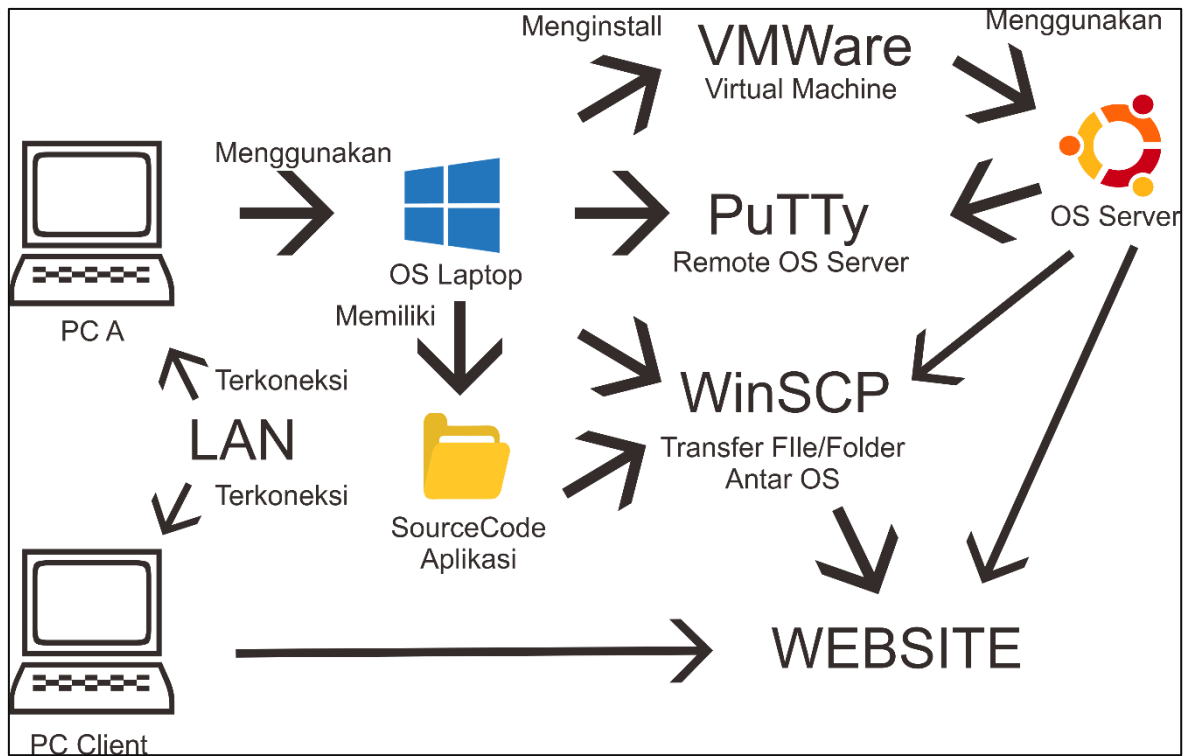 Menginstall
VMWare
Virtual Machine
Menggunakan
Menggunakan
OS Laptop
PuTTy
Remote OS Server
OS Server
PC A
Memiliki
Terkoneksi
LAN
Terkoneksi
WinSCP
Transfer FIle/Folder
Antar OS
SourceCode
Aplikasi
WEBSITE
PC Client